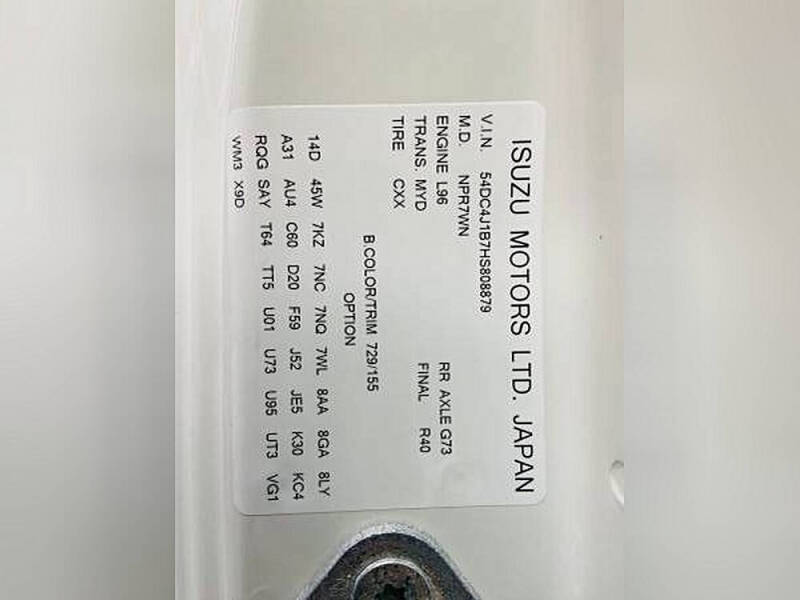 ISUZU MOTORS LTD. JAPAN
V.I.N. 54DC4J1B7HS808879
M.D. NPR7WN
ENGINE L96 RR AXLE G73
TRANS. MYD FINAL R40
TIRE CXX
B.COLOR/TRIM 729/155
OPTION
14D 45W 7KZ 7NC 7NQ 7WL 8AA 8GA 8LY
A31 AU4 C60 D20 F59 J52 JE5 K30 KC4
RQG SAY T64 TT5 U01 U73 U95 UT3 VG1
WM3 X9D